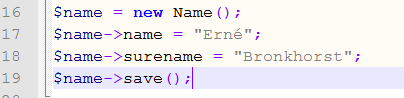 16 $name = new Name();
17 $name->name = "Erné";
18 $name->surename = "Bronkhorst";
19 $name->save();